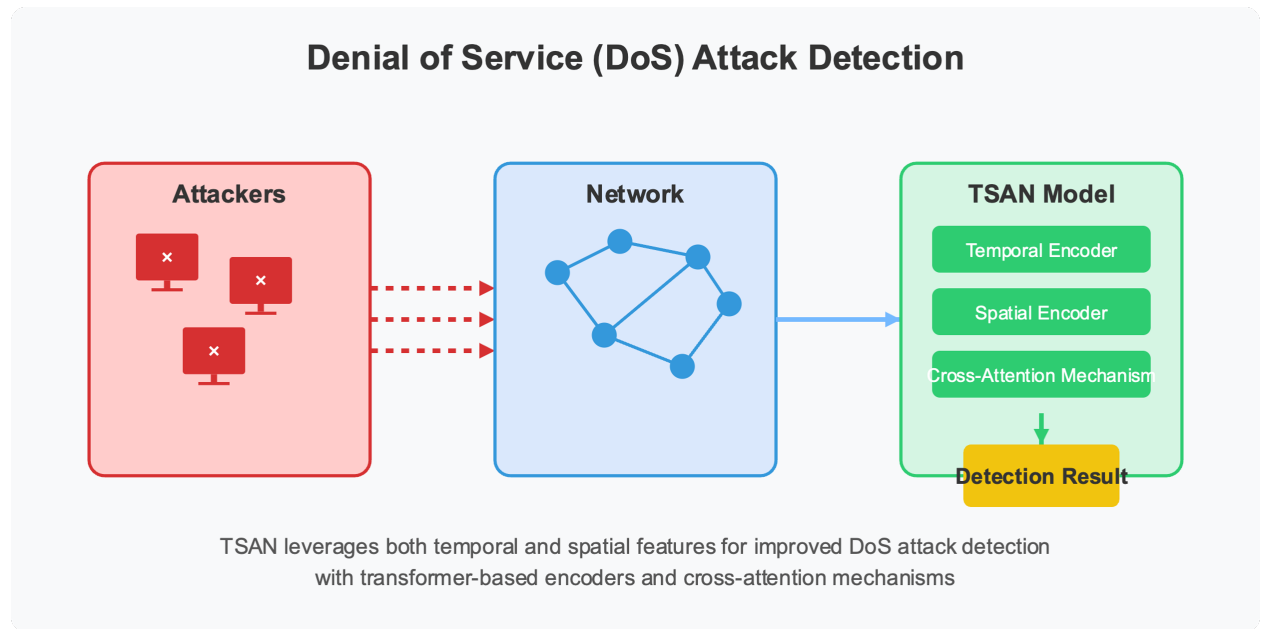 Denial of Service (DoS) Attack Detection
Attackers
Network
TSAN Model
Temporal Encoder
Spatial Encoder
Cross-Attention Mechanism
Detection Result
TSAN leverages both temporal and spatial features for improved DoS attack detection
with transformer-based encoders and cross-attention mechanisms